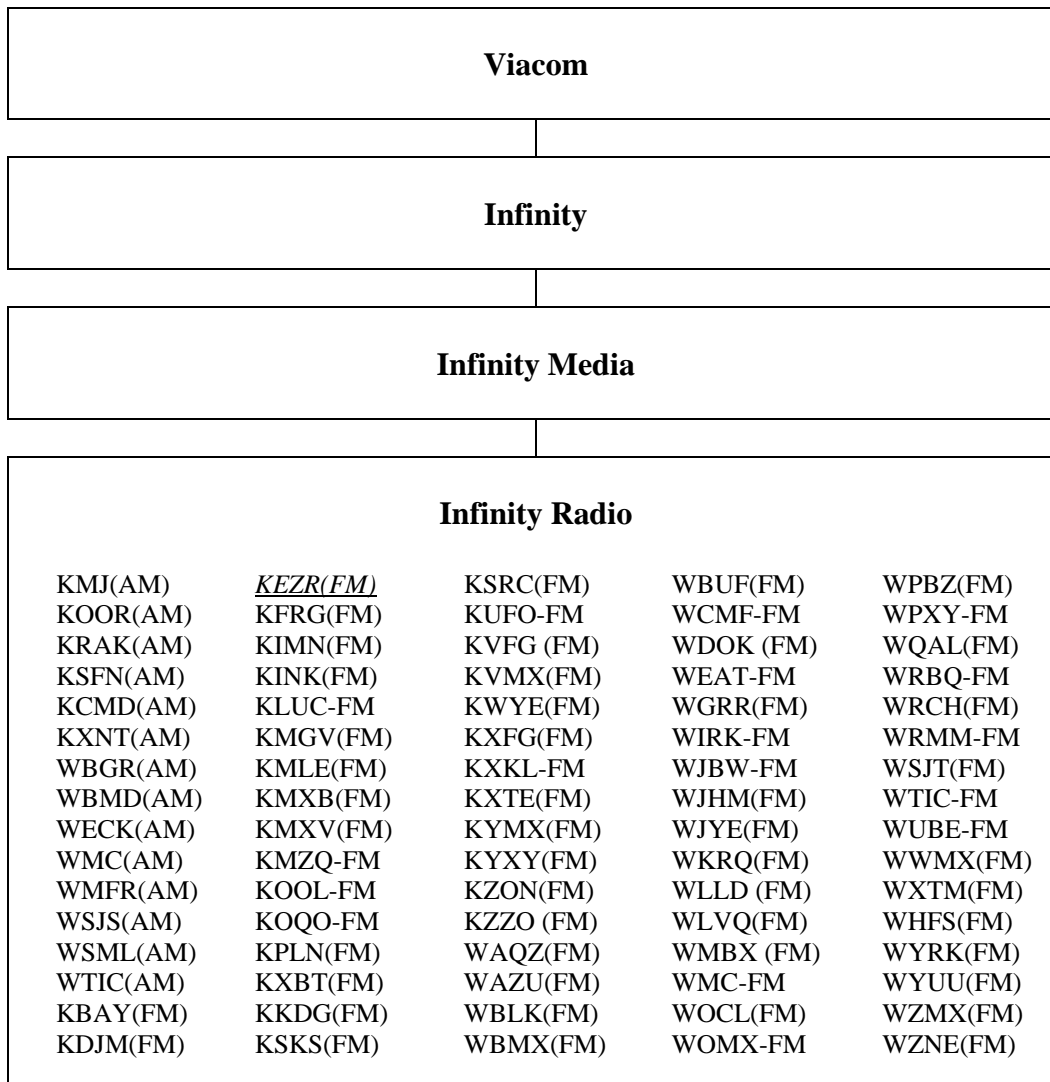 Viacom
Infinity
Infinity Media
Infinity Radio
KMJ(AM) KEZR(FM) KSRC(FM) WBUF(FM) WPBZ(FM)
KOOR(AM) KFRG(FM) KUFO-FM WCMF-FM WPXY-FM
KRAK(AM) KIMN(FM) KVFG (FM) WDOK (FM) WQAL(FM)
KSFN(AM) KINK(FM) KVMX(FM) WEAT-FM WRBQ-FM
KCMD(AM) KLUC-FM KWYE(FM) WGRR(FM) WRCH(FM)
KXNT(AM) KMGV(FM) KXFG(FM) WIRK-FM WRMM-FM
WBGR(AM) KMLE(FM) KXKL-FM WJBW-FM WSJT(FM)
WBMD(AM) KMXB(FM) KXTE(FM) WJHM(FM) WTIC-FM
WECK(AM) KMXV(FM) KYMX(FM) WJYE(FM) WUBE-FM
WMC(AM) KMZQ-FM KYXY(FM) WKRQ(FM) WWMX(FM)
WMFR(AM) KOOL-FM KZON(FM) WLLD (FM) WXTM(FM)
WSJS(AM) KOQO-FM KZZO (FM) WLVQ(FM) WHFS(FM)
WSML(AM) KPLN(FM) WAQZ(FM) WMBX (FM) WYRK(FM)
WTIC(AM) KXBT(FM) WAZU(FM) WMC-FM WYUU(FM)
KBAY(FM) KKDG(FM) WBLK(FM) WOCL(FM) WZMX(FM)
KDJM(FM) KSKS(FM) WBMX(FM) WOMX-FM WZNE(FM)